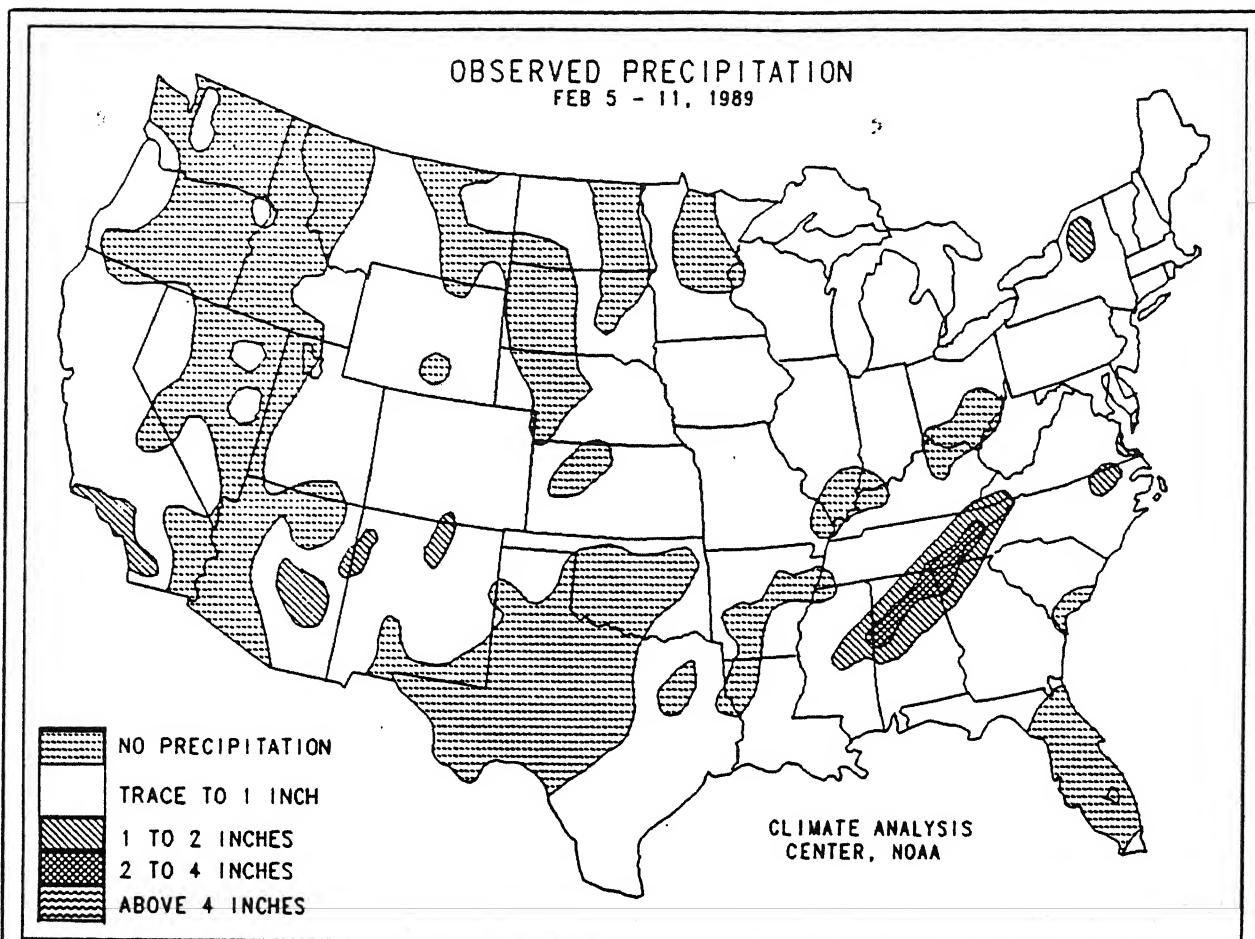 OBSERVED PRECIPITATION
FEB 5 - 11, 1989
NO PRECIPITATION
TRACE TO 1 INCH
1 TO 2 INCHES
2 TO 4 INCHES
ABOVE 4 INCHES
CLIMATE ANALYSIS
CENTER, NOAA